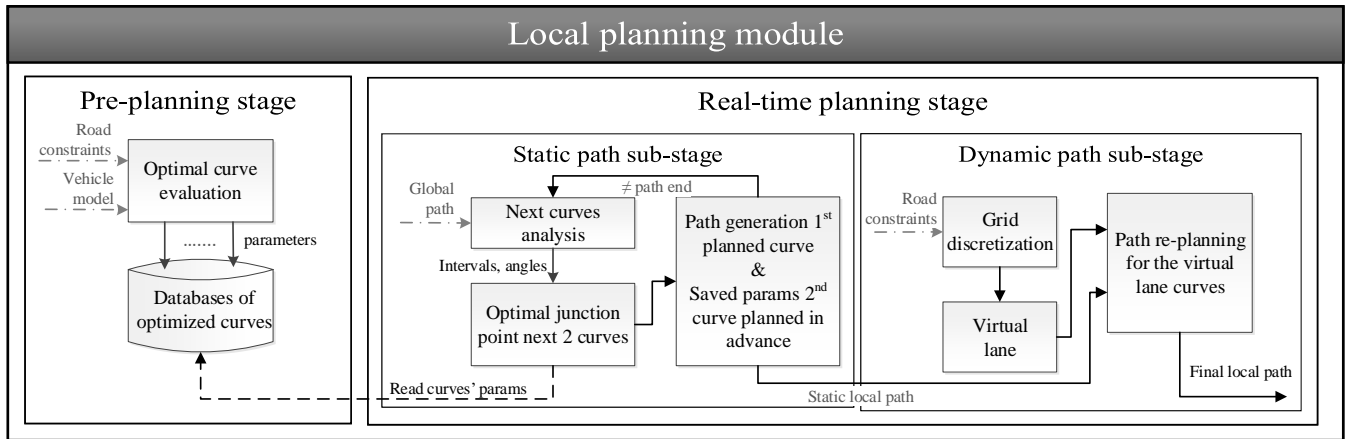 Local planning module
Pre-planning stage
Road
constraints
Vehicle
model
Optimal curve
evaluation
.......
parameters
Databases of
optimized curves
Real-time planning stage
Static path sub-stage
≠ path end
Global
path
Next curves
analysis
Intervals, angles
Optimal junction
point next 2 curves
Path generation 1st
planned curve
&
Saved params 2nd
curve planned in
advance
Read curves' params
Static local path
Dynamic path sub-stage
Road
constraints
Grid
discretization
Virtual
lane
Path re-planning
for the virtual
lane curves
Final local path